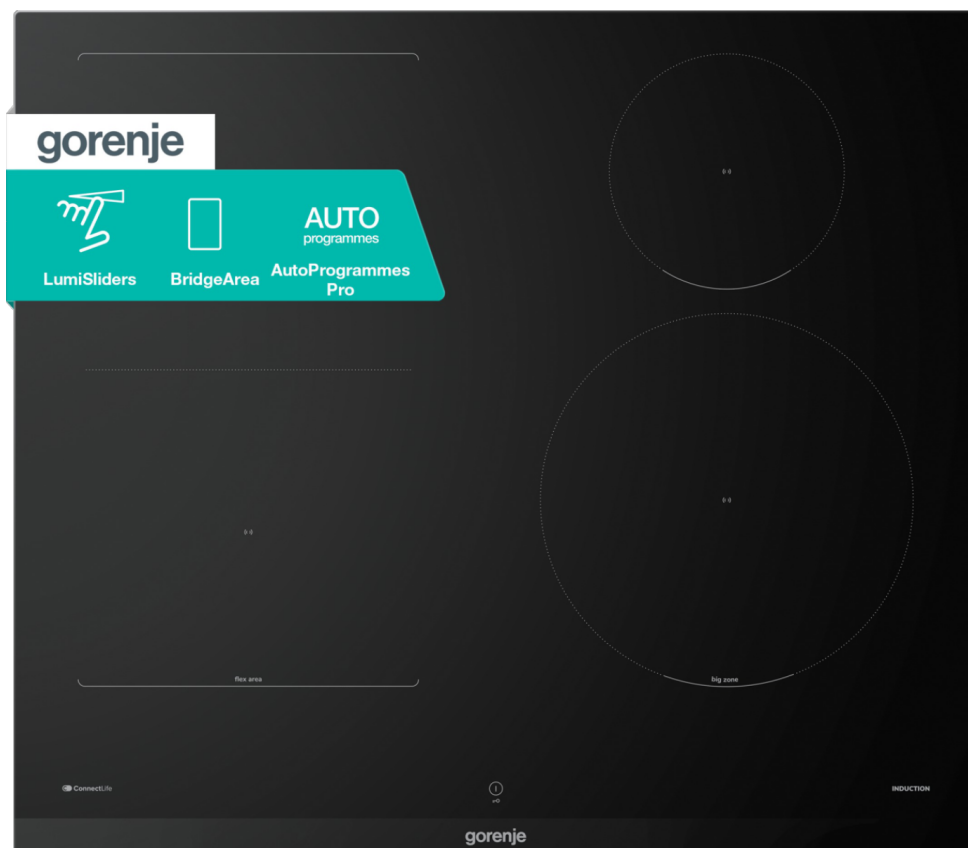 gorenje
AUTO
programmes
LumiSliders
BridgeArea
AutoProgrammes
Pro
flex area
big zone
ConnectLife
INDUCTION
gorenje